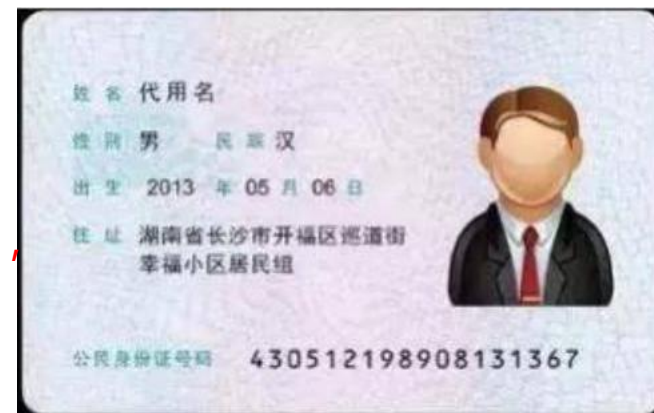 姓名 代用名
性别 男 民族 汉
出生 2013 年 05 月 06 日
住址 湖南省长沙市开福区巡道街
幸福小区居民组
公民身份证号码 430512198908131367